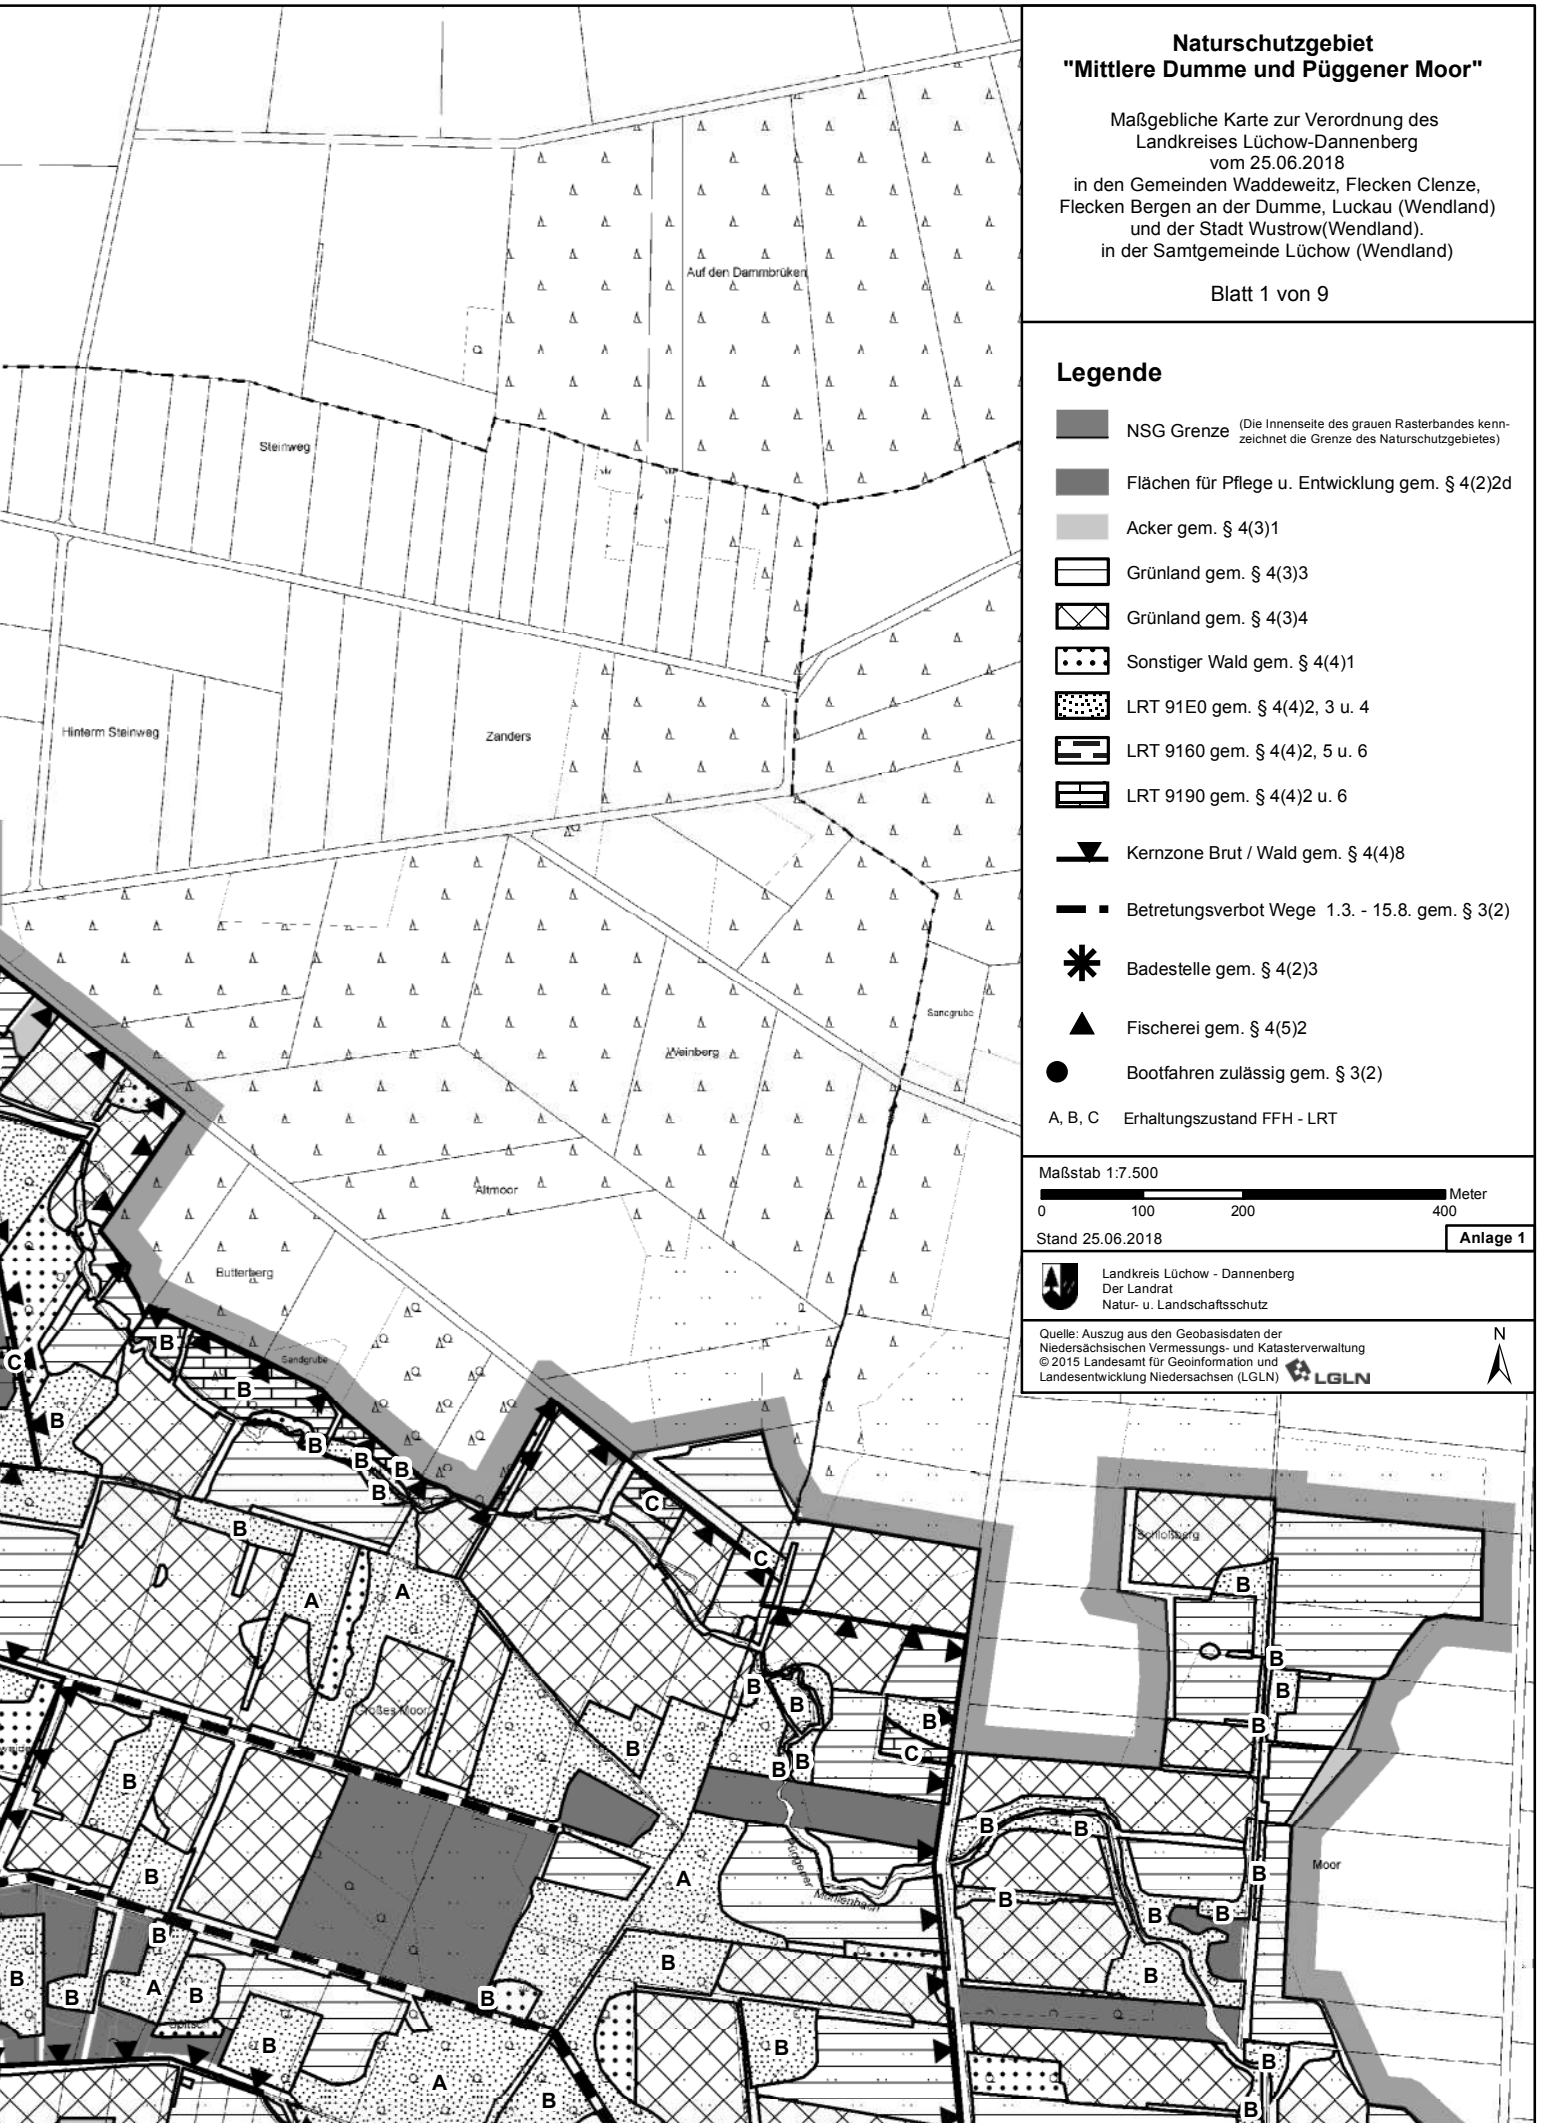 Naturschutzgebiet
"Mittlere Dumme und Püggener Moor"
Maßgebliche Karte zur Verordnung des
Landkreises Lüchow-Dannenberg
vom 25.06.2018
in den Gemeinden Waddeweitz, Flecken Clenze,
Flecken Bergen an der Dumme, Luckau (Wendland)
und der Stadt Wustrow(Wendland).
in der Samtgemeinde Lüchow (Wendland)
Blatt 1 von 9
Legende
NSG Grenze (Die Innenseite des grauen Rasterbandes kenn-
zeichnet die Grenze des Naturschutzgebietes)
Flächen für Pflege u. Entwicklung gem. § 4(2)2d
Acker gem. § 4(3)1
Grünland gem. § 4(3)3
Grünland gem. § 4(3)4
Sonstiger Wald gem. § 4(4)1
LRT 91E0 gem. § 4(4)2, 3 u. 4
LRT 9160 gem. § 4(4)2, 5 u. 6
LRT 9190 gem. § 4(4)2 u. 6
Kernzone Brut / Wald gem. § 4(4)8
Betretungsverbot Wege 1.3. - 15.8. gem. § 3(2)
Badestelle gem. § 4(2)3
Fischerei gem. § 4(5)2
Bootfahren zulässig gem. § 3(2)
A, B, C Erhaltungszustand FFH - LRT
Maßstab 1:7.500
Meter
0 100 200 400
Stand 25.06.2018
Anlage 1
Landkreis Lüchow - Dannenberg
Der Landrat
Natur- u. Landschaftsschutz
Quelle: Auszug aus den Geobasisdaten der
Niedersächsischen Vermessungs- und Katasterverwaltung
© 2015 Landesamt für Geoinformation und
Landesentwicklung Niedersachsen (LGLN)
LGLN
N
Auf den Dammbrüken
Steinweg
Hinterm Steinweg
Zanders
Sandgrube
Weinberg
Altmoor
Butterberg
Sandgrube
B
C
B
B
B
B
B
B
C
B
C
Schloßberg
B
A
A
B
B
B
B
B
Großes Moor
B
B
C
B
B
B
B
B
B
B
Moor
A
B
B
Püggener Mühlenbach
B
B
B
B
B
B
B
A
B
B
B
Spitsch
B
B
B
A
B
B